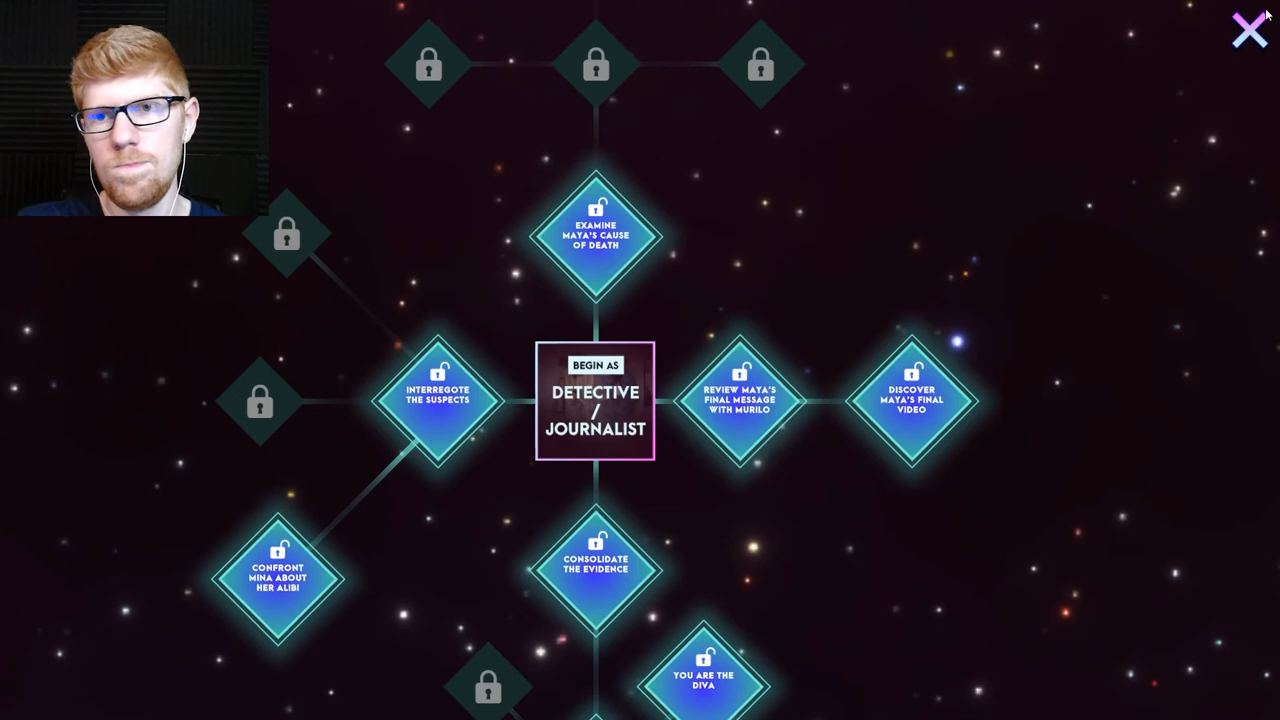 EXAMINE
MAYA'S CAUSE
OF DEATH
INTERREGOTE
THE SUSPECTS
BEGIN AS
DETECTIVE
/
JOURNALIST
REVIEW MAYA'S
FINAL MESSAGE
WITH MURILO
DISCOVER
MAYA'S FINAL
VIDEO
CONFRONT
MINA ABOUT
HER ALIBI
CONSOLIDATE
THE EVIDENCE
YOU ARE THE
DIVA